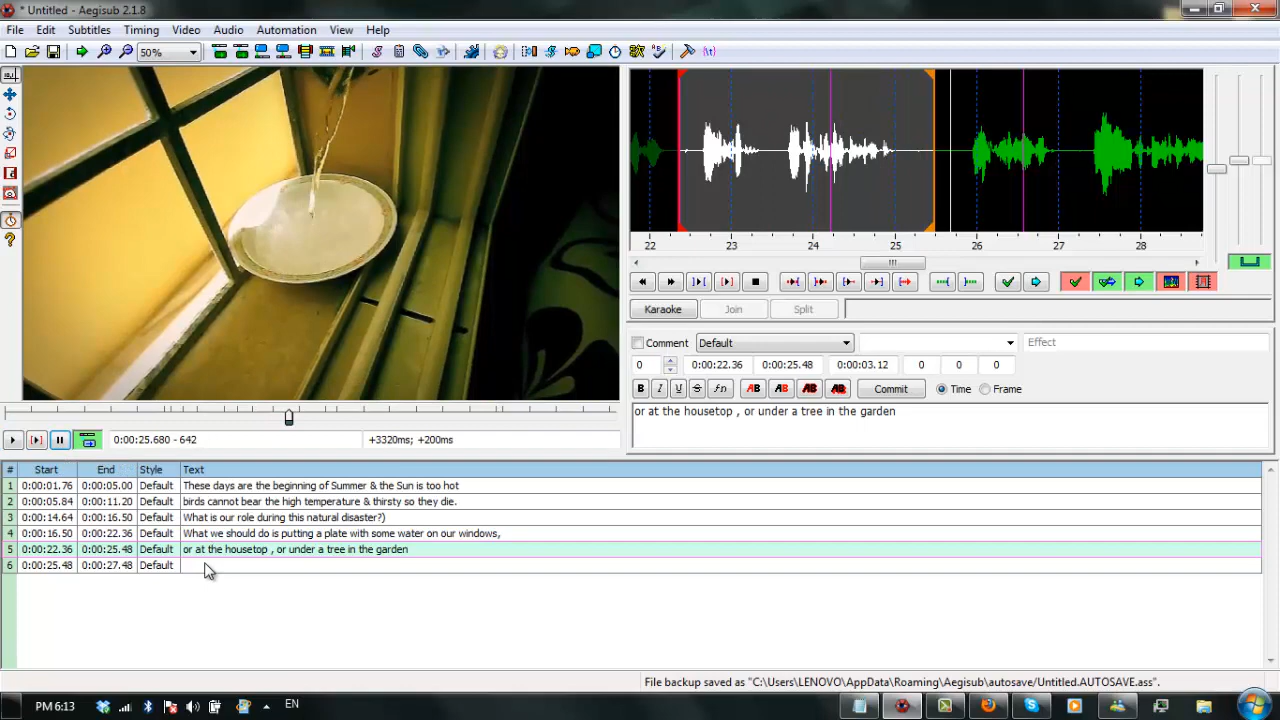 * Untitled - Aegisub 2.1.8
File Edit Subtitles Timing Video Audio Automation View Help
50%
22 23 24 25 26 27 28
Karaoke Join Split
Comment Default Effect
0 0:00:22.36 0:00:25.48 0:00:03.12 0 0 0
B I U S fn AB AB AB AB Commit Time Frame
or at the housetop , or under a tree in the garden
0:00:25.680 - 642 +3320ms; +200ms
# Start End Style Text
1 0:00:01.76 0:00:05.00 Default These days are the beginning of Summer & the Sun is too hot
2 0:00:05.84 0:00:11.20 Default birds cannot bear the high temperature & thirsty so they die.
3 0:00:14.64 0:00:16.50 Default What is our role during this natural disaster?)
4 0:00:16.50 0:00:22.36 Default What we should do is putting a plate with some water on our windows,
5 0:00:22.36 0:00:25.48 Default or at the housetop , or under a tree in the garden
6 0:00:25.48 0:00:27.48 Default
File backup saved as "C:\Users\LENOVO\AppData\Roaming\Aegisub\autosave/Untitled.AUTOSAVE.ass".
PM 6:13 EN